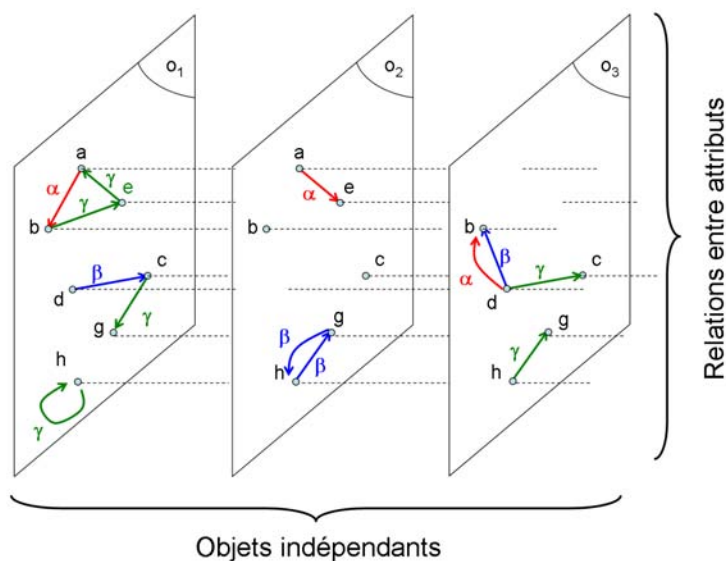 o1
o2
o3
a
γ
e
α
γ
b
β
c
d
g
γ
h
γ
a
e
α
b
c
g
β
h
β
b
β
c
γ
α
d
g
γ
h
Relations entre attributs
Objets indépendants